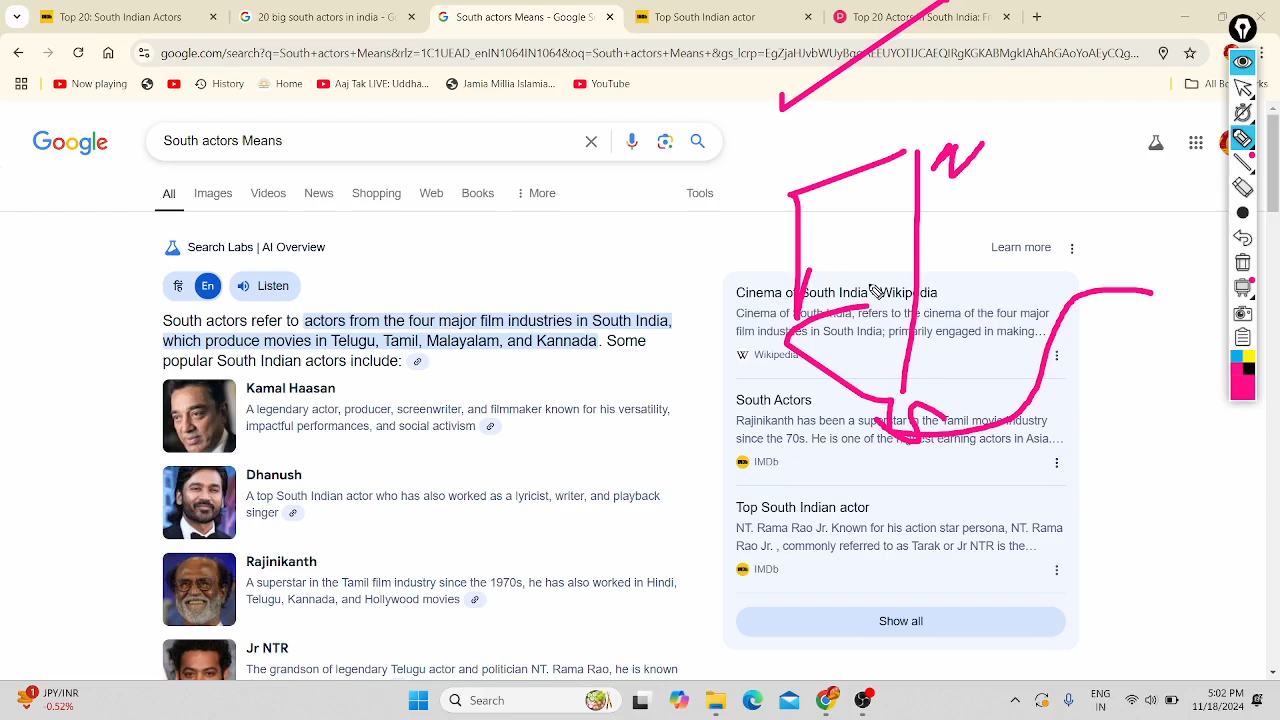 Top 20: Indian Actors
20 big south actors in india - G
South actors Means - Google S
Top South Indian actor
Top 20 Actors in South India: F
google.com/search?q=South+actors+Means&rlz=1C1UEAD_enIN1064IN1064&oq=South+actors+Means+&gs_lcrp=
Now playing
History
Home
Aaj Tak LIVE: Uddha...
Jamia Millia Islamia
YouTube
All Bookmarks
Google
South actors Means
All
Images
Videos
News
Shopping
Web
Books
More
Tools
Search Labs | AI Overview
Learn more
हि
En
Listen
South actors refer to actors from the four major film industries in South India,
which produce movies in Telugu, Tamil, Malayalam, and Kannada. Some
popular South Indian actors include:
Kamal Haasan
A legendary actor, producer, screenwriter, and filmmaker known for his versatility,
impactful performances, and social activism
Dhanush
A top South Indian actor who has also worked as a lyricist, writer, and playback
singer
Rajinikanth
A superstar in the Tamil film industry since the 1970s, he has also worked in Hindi,
Telugu, Kannada, and Hollywood movies
Jr NTR
The grandson of legendary Telugu actor and politician NT. Rama Rao, he is known
N
Cinema of South India - Wikipedia
Cinema of South India, refers to the cinema of the four major
film industries in South India; primarily engaged in making...
W Wikipedia
South Actors
Rajinikanth has been a superstar in the Tamil movie industry
since the 70s. He is one of the highest earning actors in Asia....
IMDb
Top South Indian actor
NT. Rama Rao Jr. Known for his action star persona, NT. Rama
Rao Jr. , commonly referred to as Tarak or Jr NTR is the...
IMDb
Show all
1
JPY/INR
-0.52%
Search
ENG
IN
5:02 PM
11/18/2024